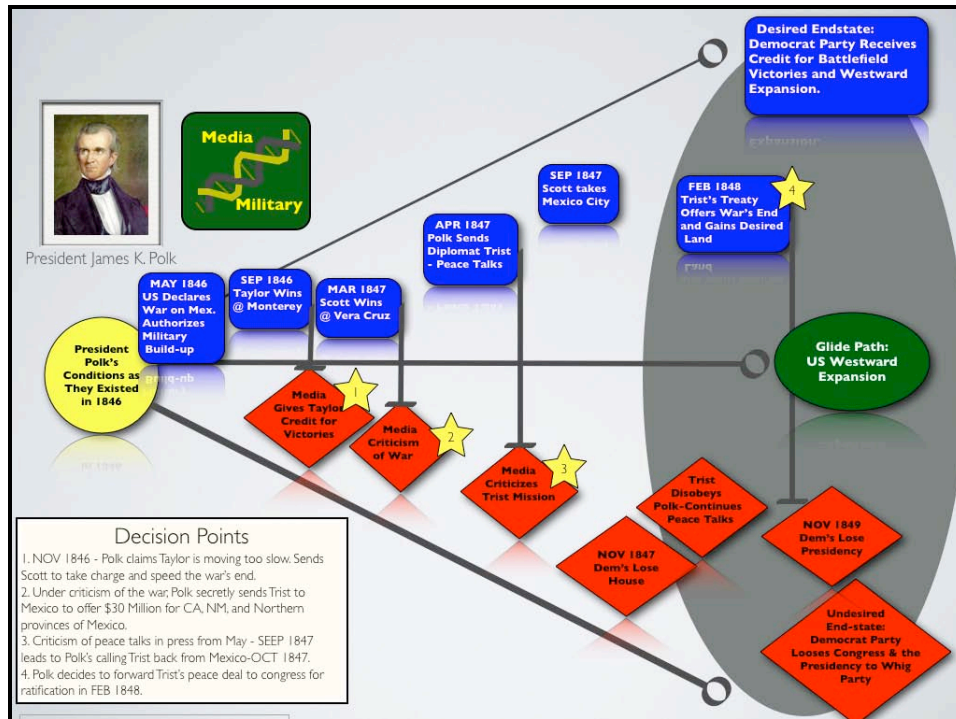 Desired Endstate:
Democrat Party Receives
Credit for Battlefield
Victories and Westward
Expansion.
Media
Military
President James K. Polk
SEP 1847
Scott takes
Mexico City
FEB 1848
Trist's Treaty
Offers War's End
and Gains Desired
Land
4
APR 1847
Polk Sends
Diplomat Trist
- Peace Talks
MAY 1846
US Declares
War on Mex.
Authorizes
Military
Build-up
SEP 1846
Taylor Wins
@ Monterey
MAR 1847
Scott Wins
@ Vera Cruz
President
Polk's
Conditions as
They Existed
in 1846
Glide Path:
US Westward
Expansion
Media
Gives Taylor
Credit for
Victories
1
Media
Criticism
of War
2
Media
Criticizes
Trist Mission
3
Trist
Disobeys
Polk-Continues
Peace Talks
NOV 1847
Dem's Lose
House
NOV 1849
Dem's Lose
Presidency
Undesired
End-state:
Democrat Party
Looses Congress & the
Presidency to Whig
Party
Decision Points
1. NOV 1846 - Polk claims Taylor is moving too slow. Sends
Scott to take charge and speed the war's end.
2. Under criticism of the war, Polk secretly sends Trist to
Mexico to offer $30 Million for CA, NM, and Northern
provinces of Mexico.
3. Criticism of peace talks in press from May - SEEP 1847
leads to Polk's calling Trist back from Mexico-OCT 1847.
4. Polk decides to forward Trist's peace deal to congress for
ratification in FEB 1848.